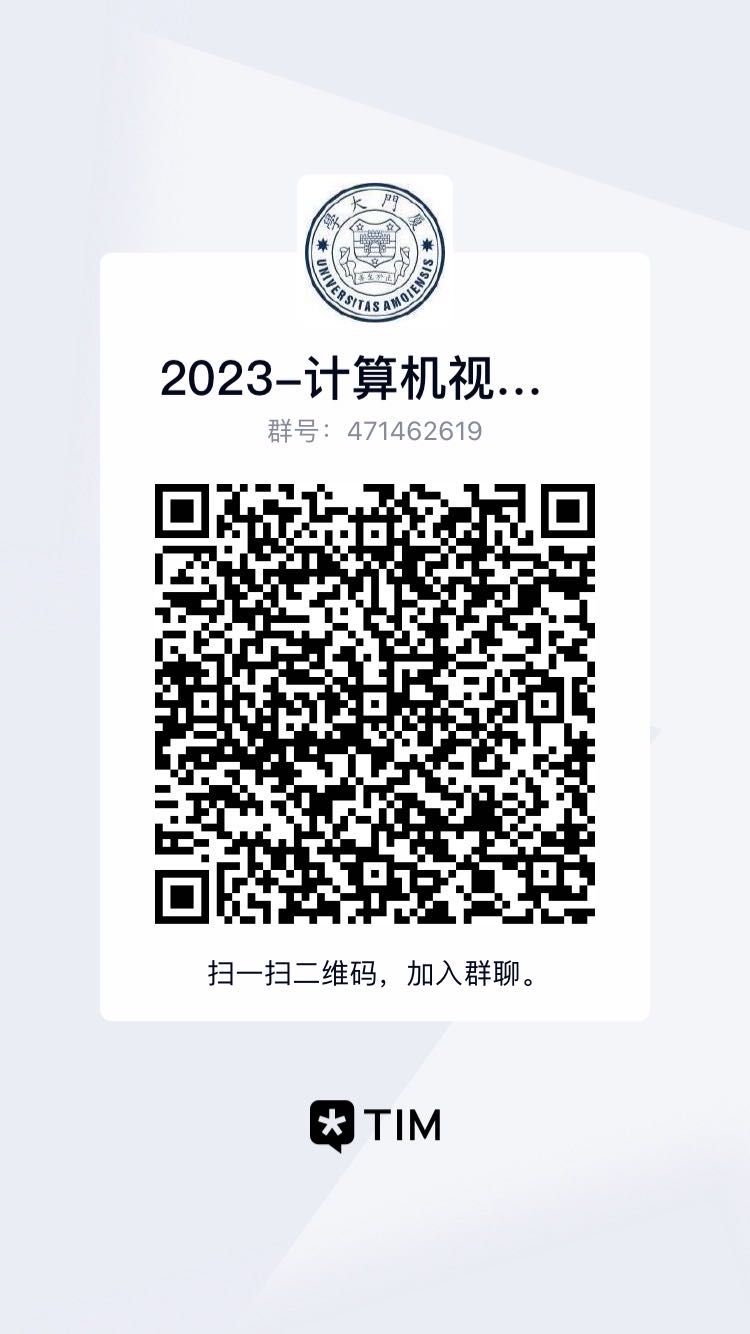 廈門大學
UNIVERSITAS AMOIENSIS
2023-计算机视...
群号：471462619
扫一扫二维码，加入群聊。
TIM